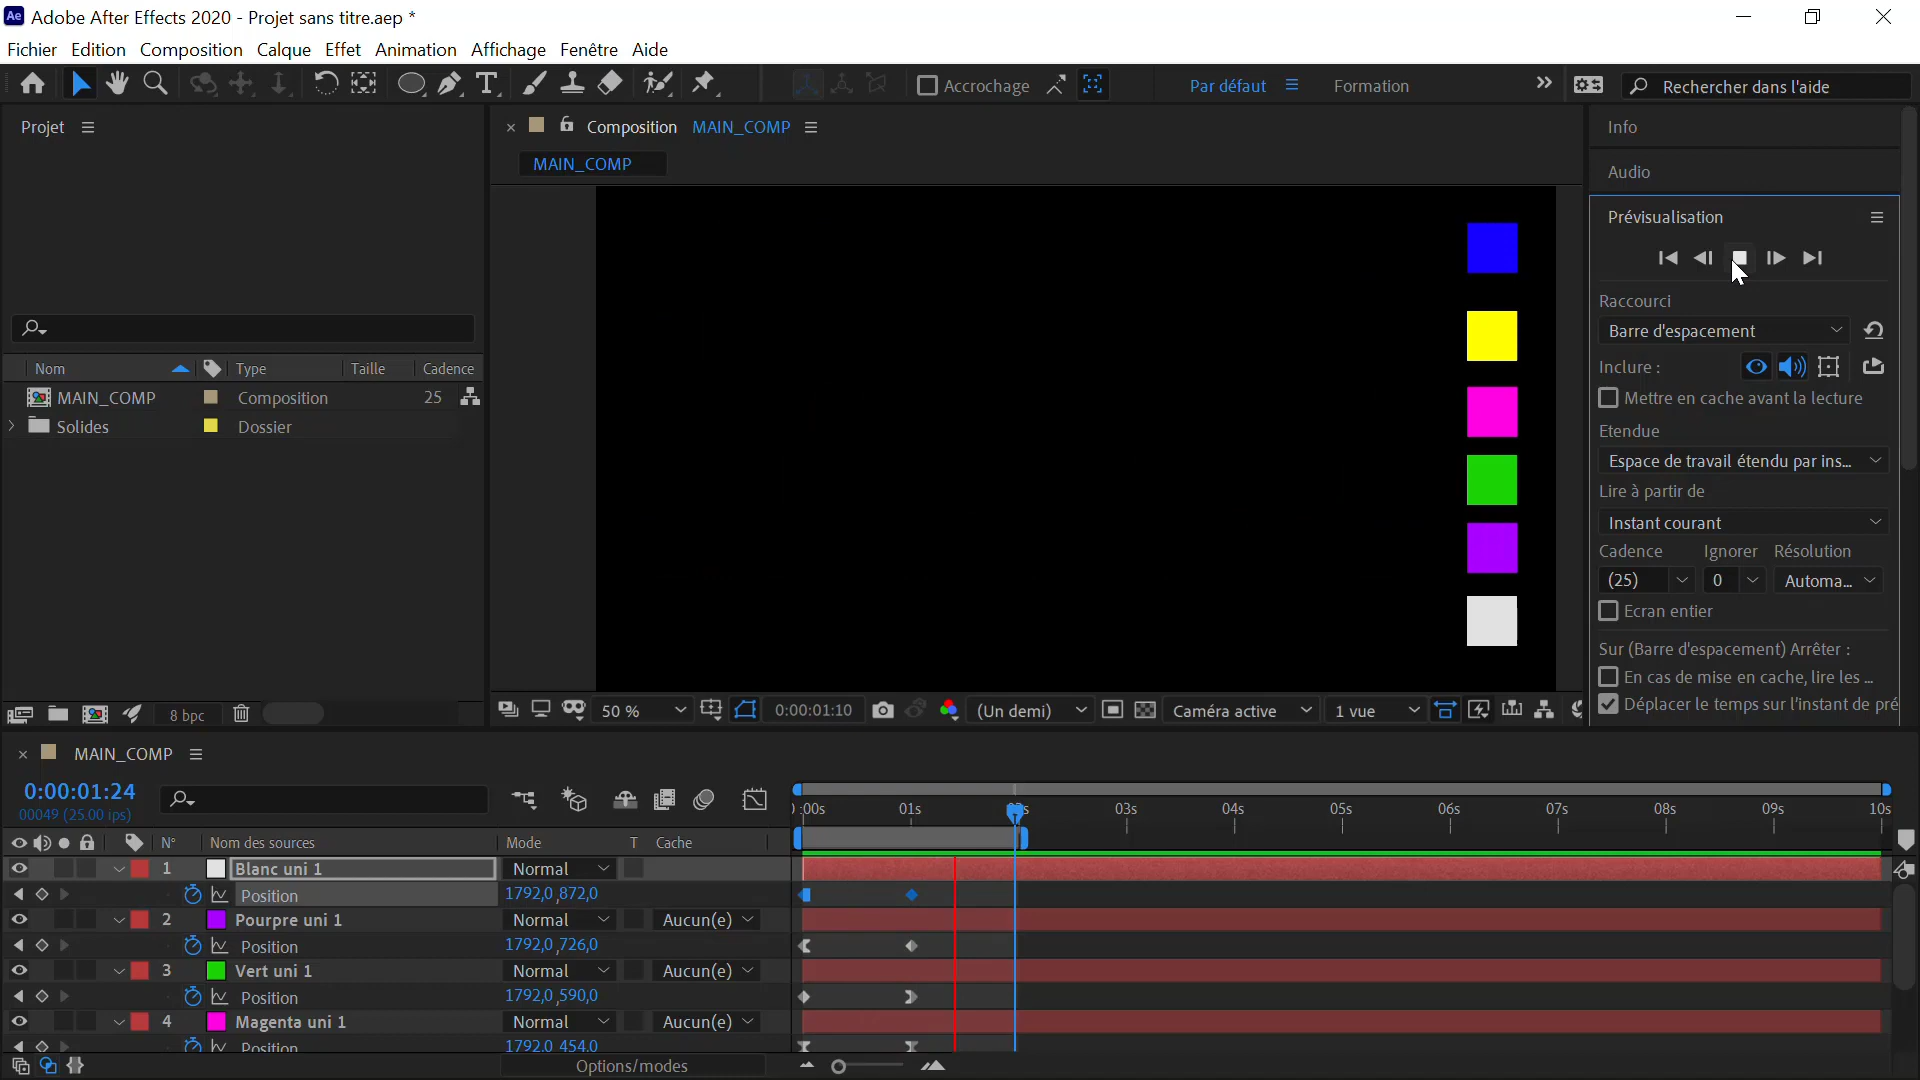 Ae Adobe After Effects 2020 - Projet sans titre.aep *
Fichier Edition Composition Calque Effet Animation Affichage Fenêtre Aide
Accrochage Par défaut Formation Rechercher dans l'aide
Projet
Composition MAIN_COMP
MAIN_COMP
Info
Audio
Prévisualisation
Raccourci
Barre d'espacement
Inclure :
Mettre en cache avant la lecture
Etendue
Espace de travail étendu par ins...
Lire à partir de
Instant courant
Cadence Ignorer Résolution
(25) 0 Automa...
Ecran entier
Sur (Barre d'espacement) Arrêter :
En cas de mise en cache, lire les ...
Déplacer le temps sur l'instant de pré
Nom Type Taille Cadence
MAIN_COMP Composition 25
Solides Dossier
8 bpc
50 % 0:00:01:10 (Un demi) Caméra active 1 vue
MAIN_COMP
0:00:01:24
00049 (25.00 ips)
:00s 01s 03s 04s 05s 06s 07s 08s 09s 10s
N° Nom des sources Mode T Cache
1 Blanc uni 1 Normal
Position 1792,0,872,0
2 Pourpre uni 1 Normal Aucun(e)
Position 1792,0,726,0
3 Vert uni 1 Normal Aucun(e)
Position 1792,0,590,0
4 Magenta uni 1 Normal Aucun(e)
Position 1792,0,454,0
Options/modes